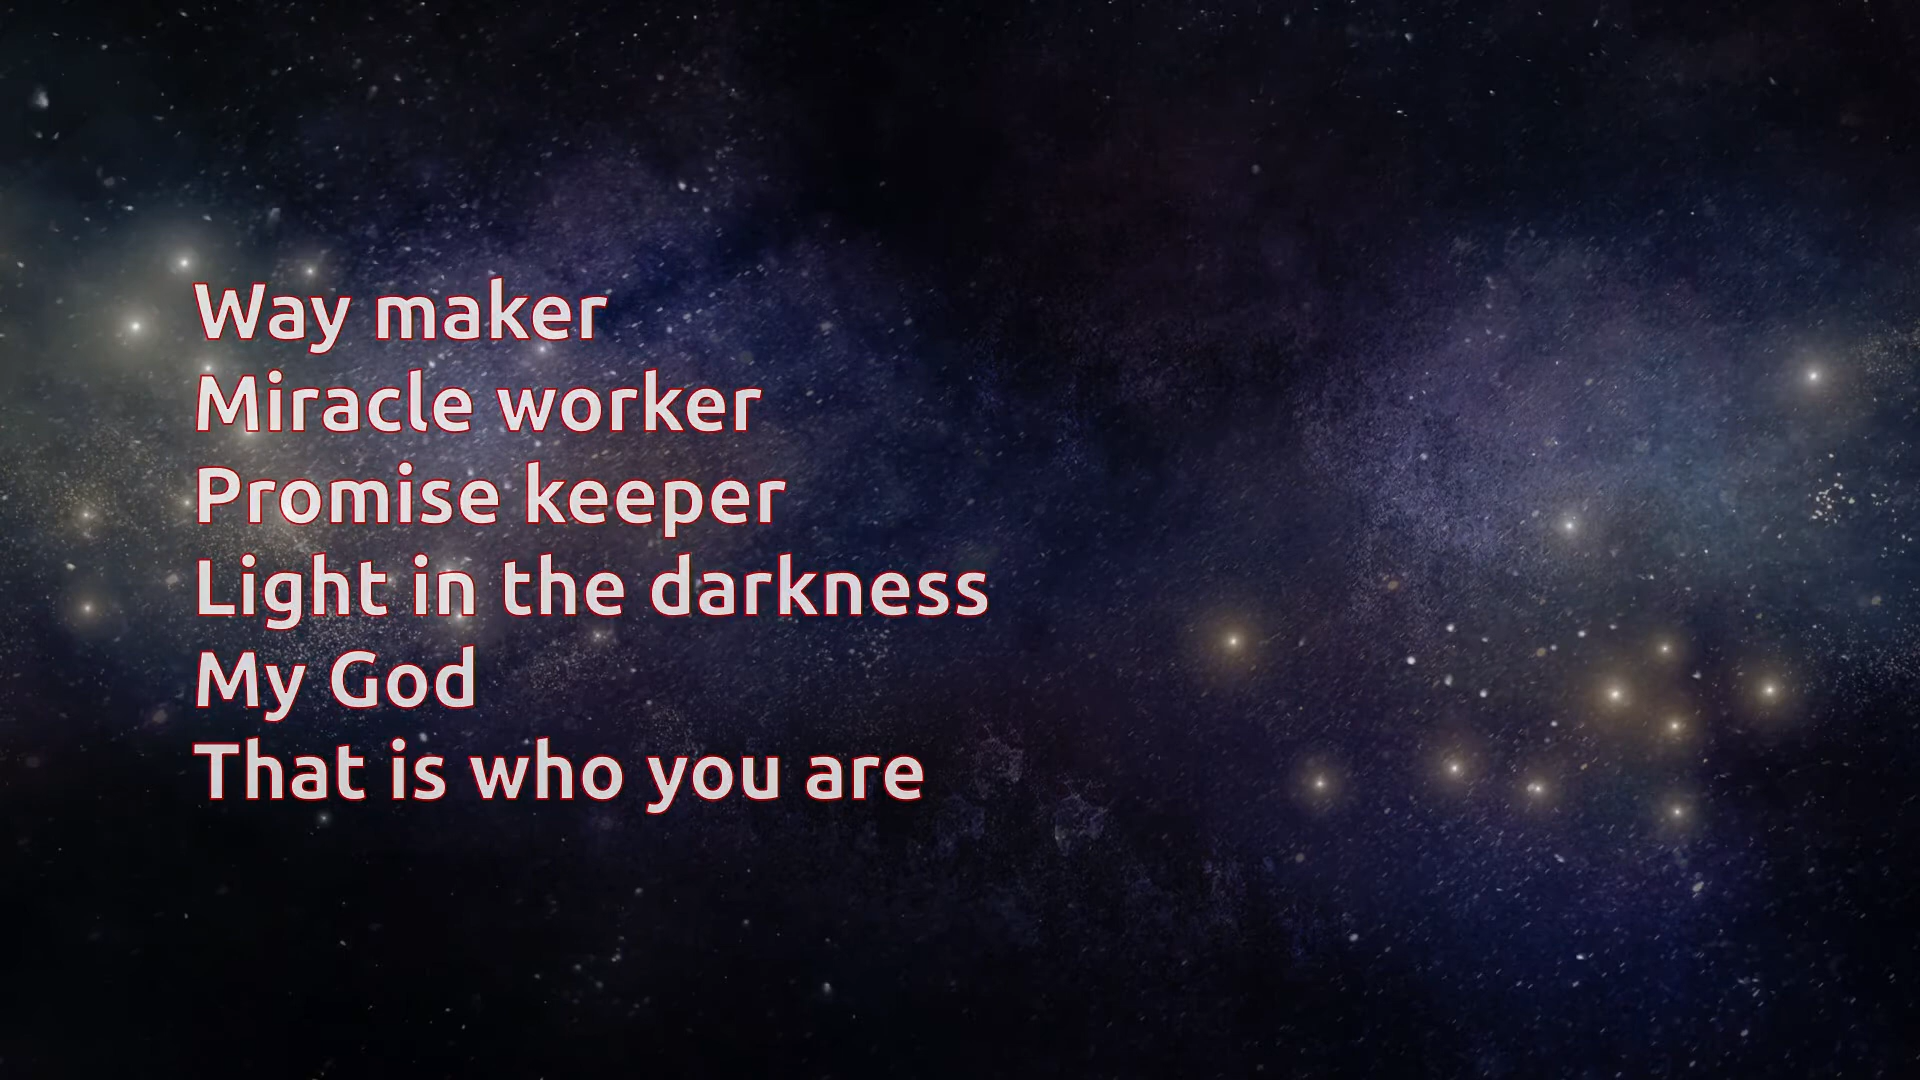 Way maker
Miracle worker
Promise keeper
Light in the darkness
My God
That is who you are